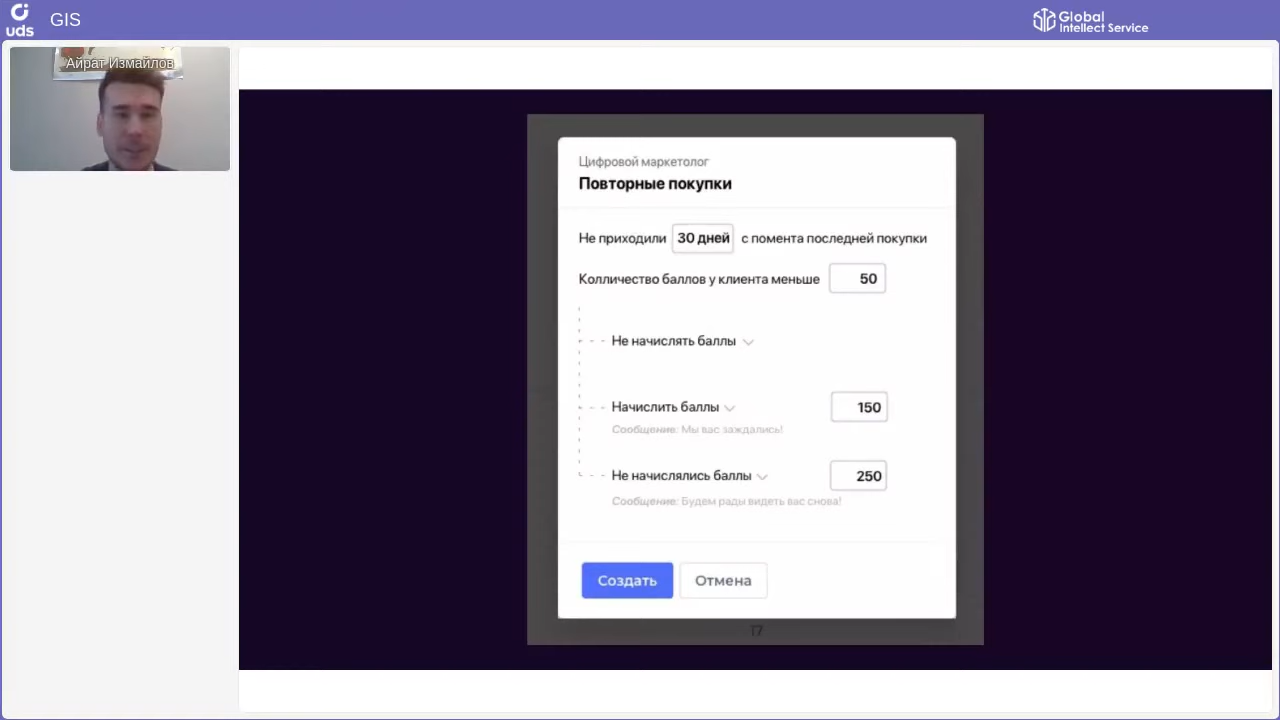 uds
GIS
Global
Intellect Service
Айрат Измайлов
Цифровой маркетолог
Повторные покупки
Не приходили 30 дней с помента последней покупки
Колличество баллов у клиента меньше 50
Не начислять баллы
Начислить баллы 150
Сообщение: Мы вас заждались!
Не начислялись баллы 250
Сообщение: Будем рады видеть вас снова!
Создать Отмена
17